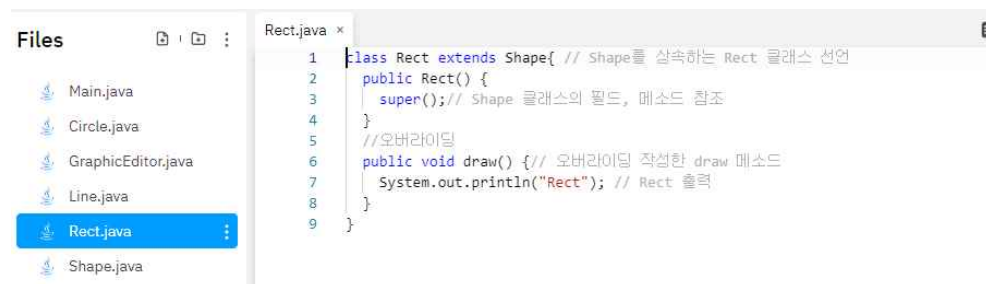 Files
Main.java
Circle.java
GraphicEditor.java
Line.java
Rect.java
Shape.java
Rect.java ×
1 class Rect extends Shape{ // Shape를 상속하는 Rect 클래스 선언
2 public Rect() {
3 super();// Shape 클래스의 필드, 메소드 참조
4 }
5 //오버라이딩
6 public void draw() {// 오버라이딩 작성한 draw 메소드
7 System.out.println("Rect"); // Rect 출력
8 }
9 }